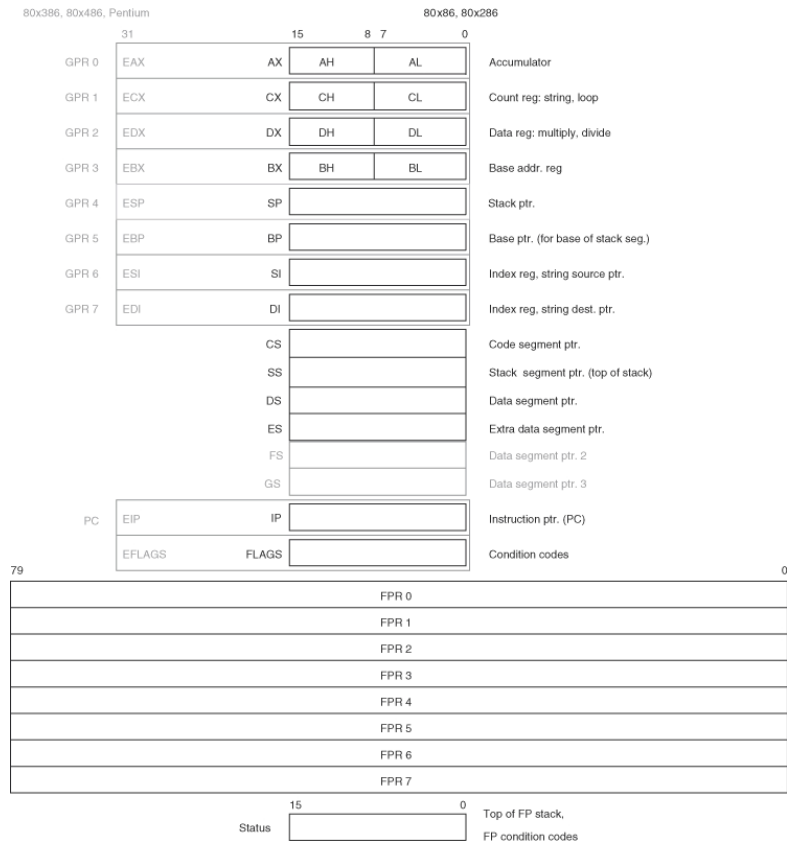 80x386, 80x486, Pentium 80x86, 80x286
31 15 8 7 0
GPR 0 EAX AX AH AL Accumulator
GPR 1 ECX CX CH CL Count reg: string, loop
GPR 2 EDX DX DH DL Data reg: multiply, divide
GPR 3 EBX BX BH BL Base addr. reg
GPR 4 ESP SP Stack ptr.
GPR 5 EBP BP Base ptr. (for base of stack seg.)
GPR 6 ESI SI Index reg, string source ptr.
GPR 7 EDI DI Index reg, string dest. ptr.
CS Code segment ptr.
SS Stack segment ptr. (top of stack)
DS Data segment ptr.
ES Extra data segment ptr.
FS Data segment ptr. 2
GS Data segment ptr. 3
PC EIP IP Instruction ptr. (PC)
EFLAGS FLAGS Condition codes
79 0
FPR 0
FPR 1
FPR 2
FPR 3
FPR 4
FPR 5
FPR 6
FPR 7
15 0
Status Top of FP stack,
FP condition codes